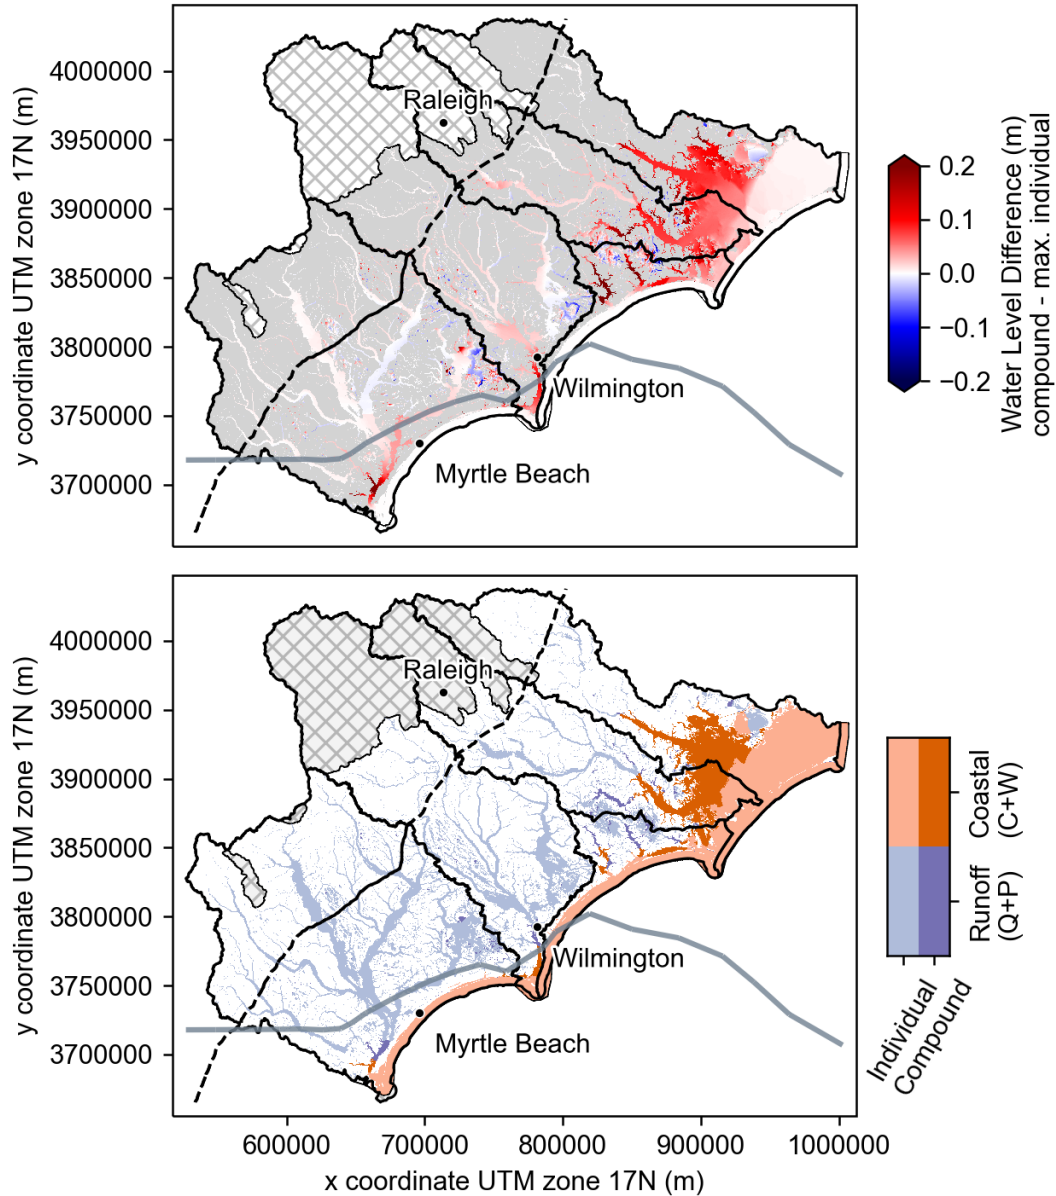 4000000
3950000
3900000
3850000
3800000
3750000
3700000
y coordinate UTM zone 17N (m)
Raleigh
Wilmington
Myrtle Beach
0.2
0.1
0.0
−0.1
−0.2
Water Level Difference (m)
compound - max. individual
4000000
3950000
3900000
3850000
3800000
3750000
3700000
y coordinate UTM zone 17N (m)
Raleigh
Wilmington
Myrtle Beach
600000
700000
800000
900000
1000000
x coordinate UTM zone 17N (m)
Coastal
(C+W)
Runoff
(Q+P)
Individual
Compound